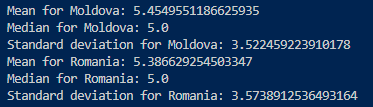 Mean for Moldova: 5.4549551186625935
Median for Moldova: 5.0
Standard deviation for Moldova: 3.522459223910178
Mean for Romania: 5.386629254503347
Median for Romania: 5.0
Standard deviation for Romania: 3.5738912536493164